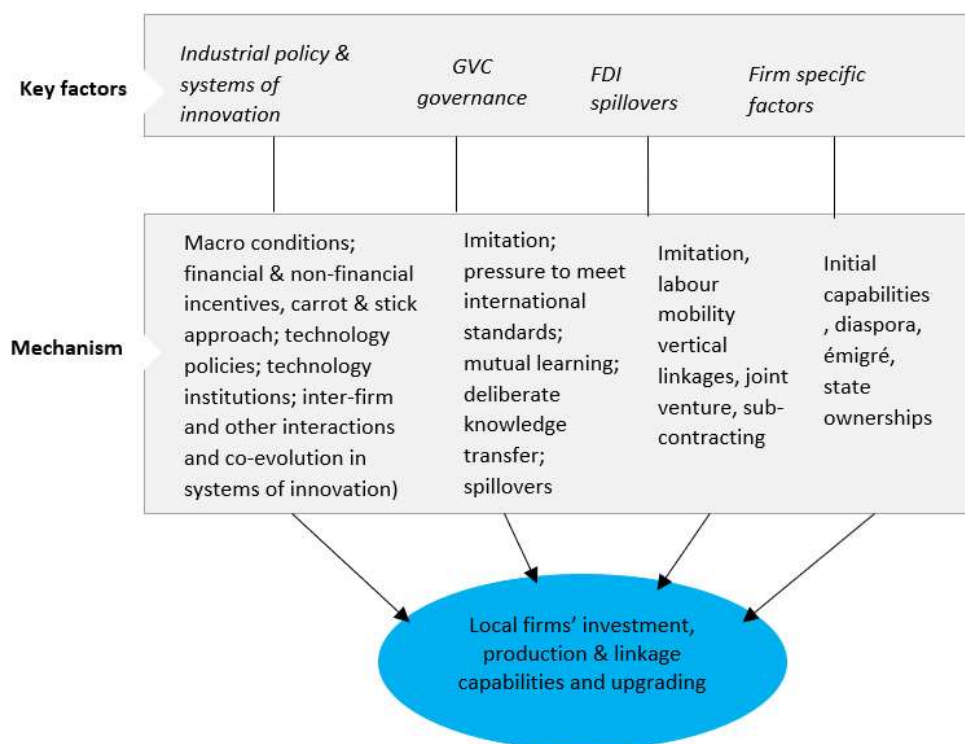 Key factors
Industrial policy &
systems of
innovation
GVC
governance
FDI
spillovers
Firm specific
factors
Mechanism
Macro conditions;
financial & non-financial
incentives, carrot & stick
approach; technology
policies; technology
institutions; inter-firm
and other interactions
and co-evolution in
systems of innovation)
Imitation;
pressure to meet
international
standards;
mutual learning;
deliberate
knowledge
transfer;
spillovers
Imitation,
labour
mobility
vertical
linkages, joint
venture, sub-
contracting
Initial
capabilities
, diaspora,
émigré,
state
ownerships
Local firms’ investment,
production & linkage
capabilities and upgrading